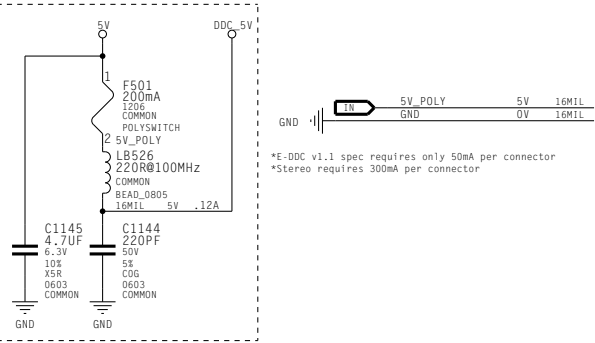 5V
DDC_5V
1
F501
200mA
1206
COMMON
POLYSWITCH
2 5V_POLY
LB526
220R@100MHz
COMMON
BEAD_0805
16MIL 5V .12A
C1145
4.7UF
6.3V
10%
X5R
0603
COMMON
GND
C1144
220PF
50V
5%
COG
0603
COMMON
GND
IN
5V_POLY 5V 16MIL
GND
GND 0V 16MIL
*E-DDC v1.1 spec requires only 50mA per connector
*Stereo requires 300mA per connector